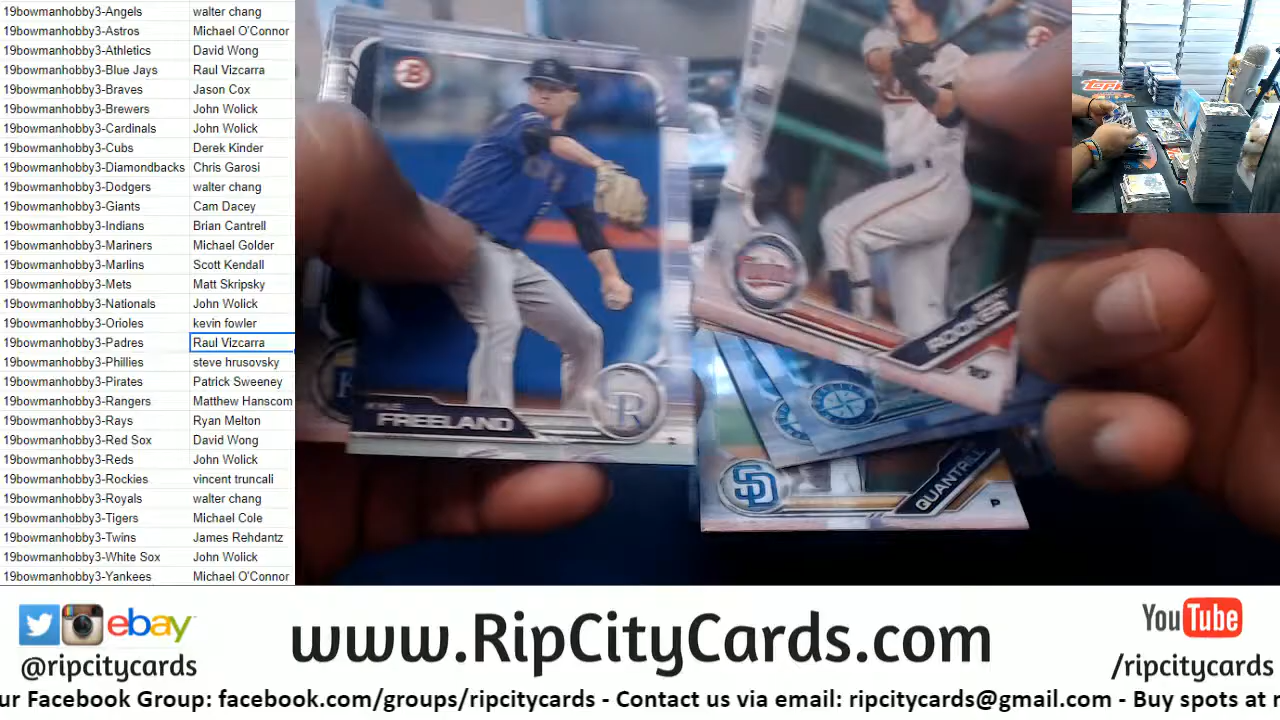 19bowmanhobby3-Angels walter chang
19bowmanhobby3-Astros Michael O'Connor
19bowmanhobby3-Athletics David Wong
19bowmanhobby3-Blue Jays Raul Vizcarra
19bowmanhobby3-Braves Jason Cox
19bowmanhobby3-Brewers John Wolick
19bowmanhobby3-Cardinals John Wolick
19bowmanhobby3-Cubs Derek Kinder
19bowmanhobby3-Diamondbacks Chris Garosi
19bowmanhobby3-Dodgers walter chang
19bowmanhobby3-Giants Cam Dacey
19bowmanhobby3-Indians Brian Cantrell
19bowmanhobby3-Mariners Michael Golder
19bowmanhobby3-Marlins Scott Kendall
19bowmanhobby3-Mets Matt Skripsky
19bowmanhobby3-Nationals John Wolick
19bowmanhobby3-Orioles kevin fowler
19bowmanhobby3-Padres Raul Vizcarra
19bowmanhobby3-Phillies steve hrusovsky
19bowmanhobby3-Pirates Patrick Sweeney
19bowmanhobby3-Rangers Matthew Hanscom
19bowmanhobby3-Rays Ryan Melton
19bowmanhobby3-Red Sox David Wong
19bowmanhobby3-Reds John Wolick
19bowmanhobby3-Rockies vincent truncali
19bowmanhobby3-Royals walter chang
19bowmanhobby3-Tigers Michael Cole
19bowmanhobby3-Twins James Rehdantz
19bowmanhobby3-White Sox John Wolick
19bowmanhobby3-Yankees Michael O'Connor
B
FREELAND
R
ROOKER
SD
QUANTRILL
P
topps
ebay
@ripcitycards
www.RipCityCards.com
YouTube
/ripcitycards
ur Facebook Group: facebook.com/groups/ripcitycards - Contact us via email: ripcitycards@gmail.com - Buy spots at